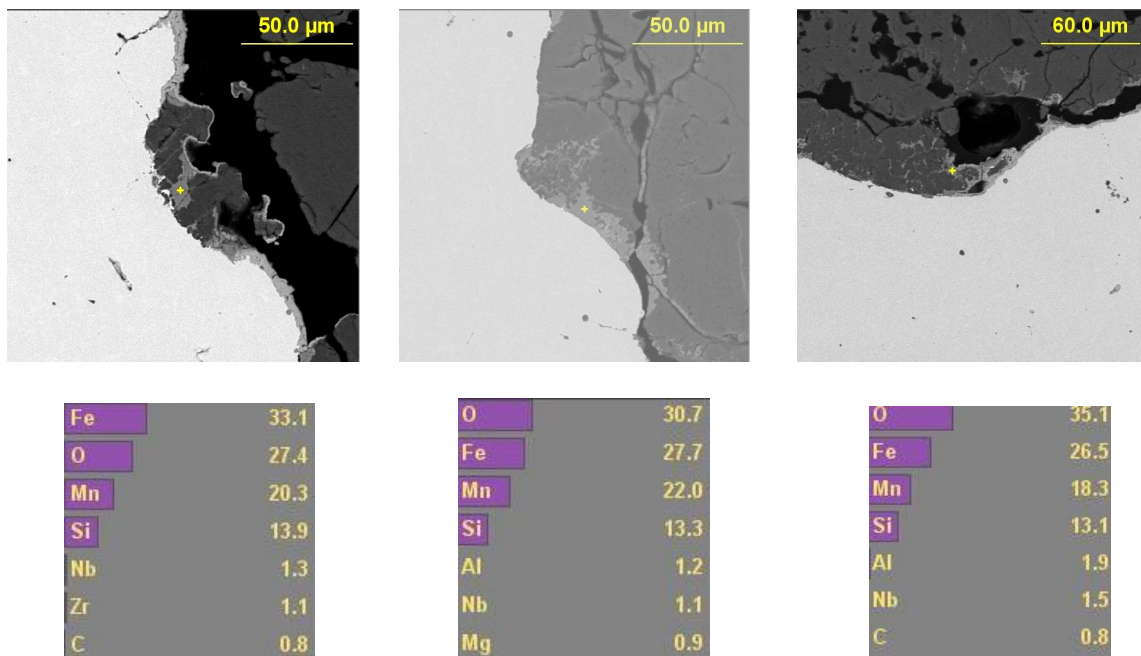 50.0 µm
50.0 µm
60.0 µm
Fe 33.1
O 27.4
Mn 20.3
Si 13.9
Nb 1.3
Zr 1.1
C 0.8
O 30.7
Fe 27.7
Mn 22.0
Si 13.3
Al 1.2
Nb 1.1
Mg 0.9
O 35.1
Fe 26.5
Mn 18.3
Si 13.1
Al 1.9
Nb 1.5
C 0.8